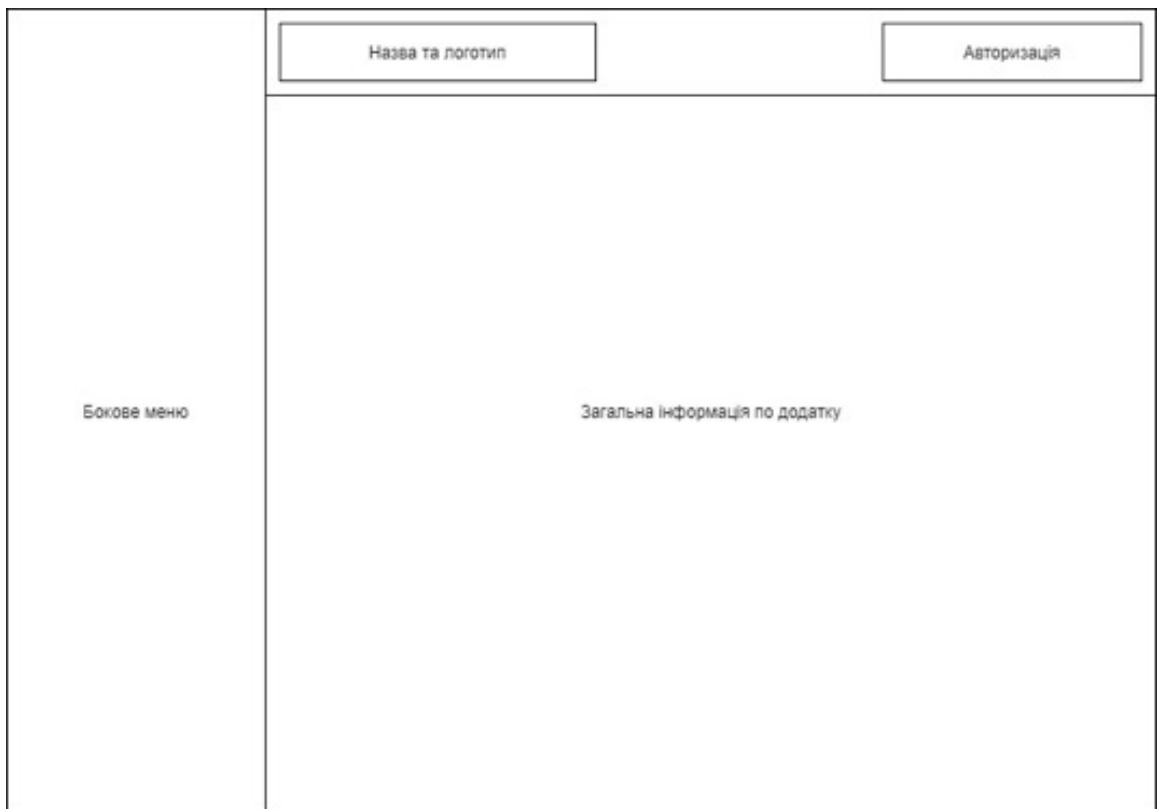 Назва та логотип
Авторизація
Бокове меню
Загальна інформація по додатку